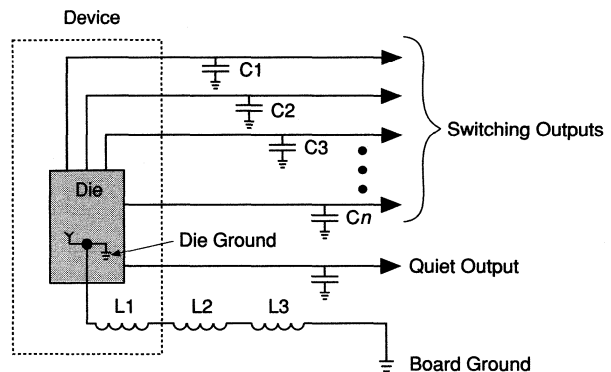 Device
C1
C2
Switching Outputs
C3
Die
Cn
Die Ground
Quiet Output
L1 L2 L3
Board Ground